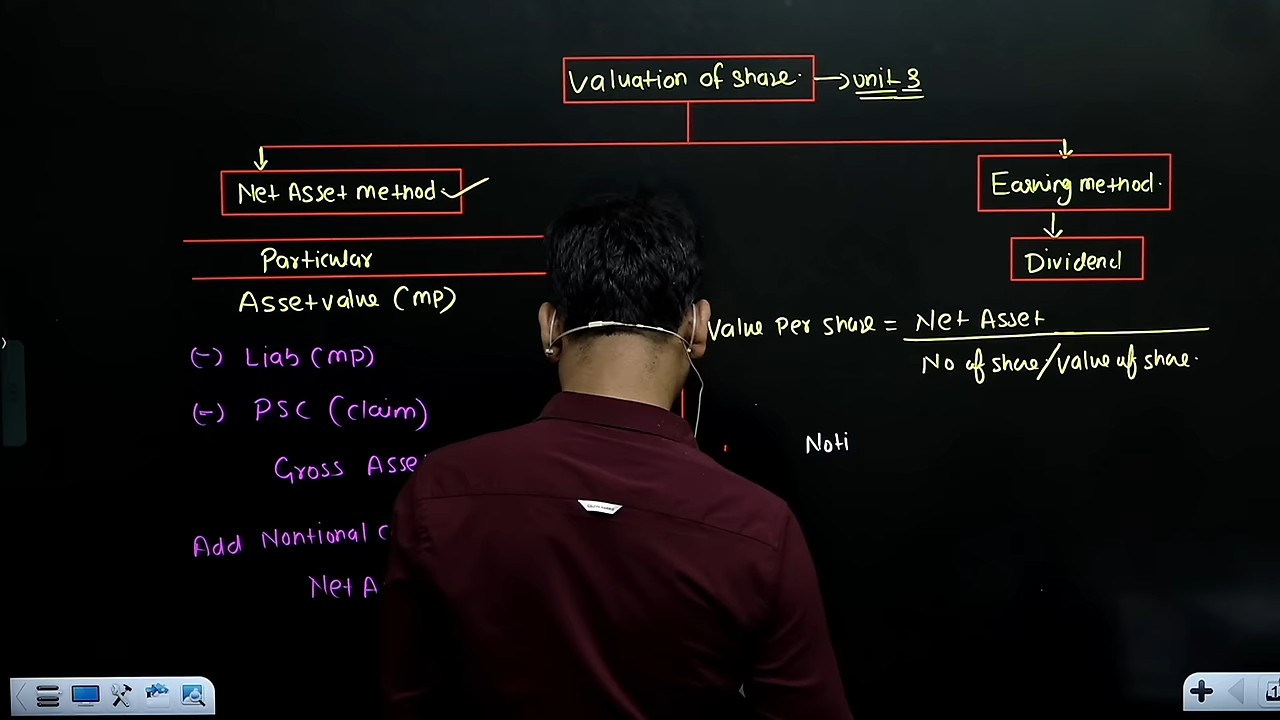 Valuation of share. → unit-3
Net Asset method.
Earning method.
Dividend
Particular
Asset value (MP)
(-) Liab (MP)
(-) PSC (claim)
Gross
Add Nontional
Net
Value Per share = Net Asset
No of share/value of share.
Noti